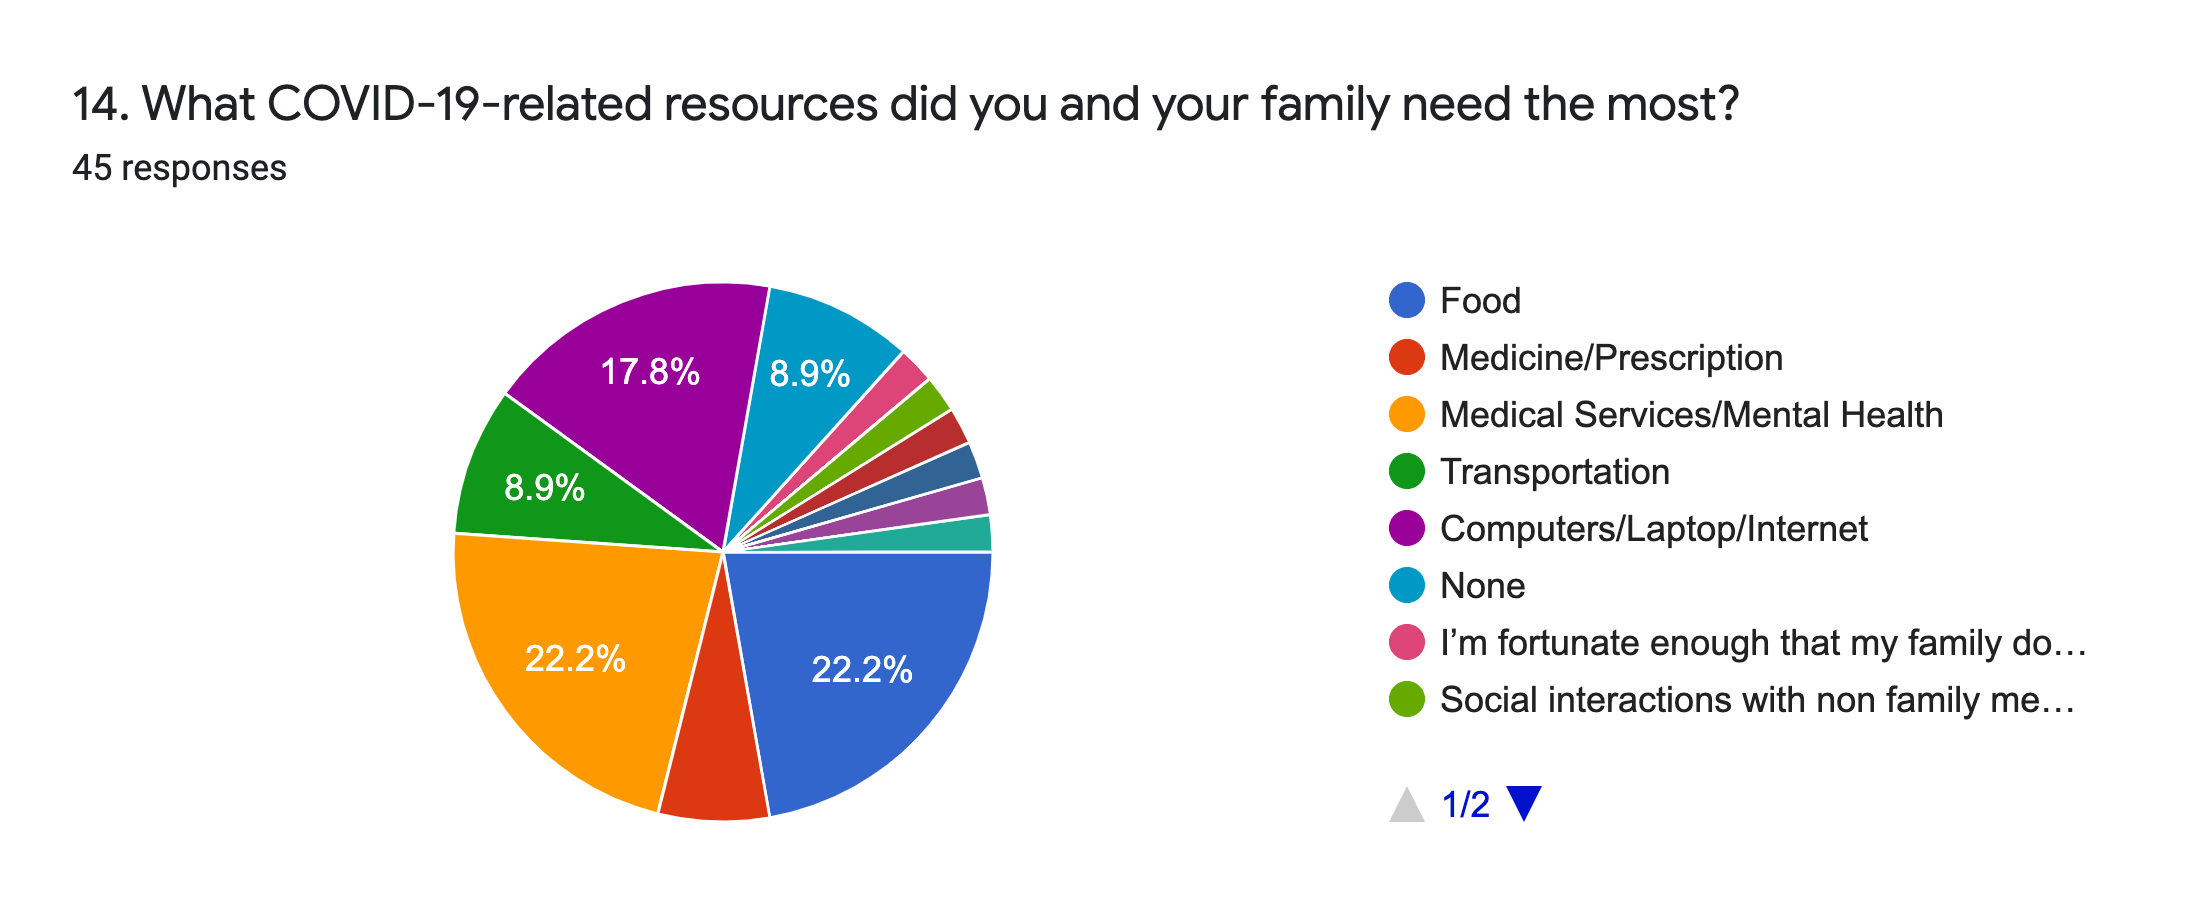 14. What COVID-19-related resources did you and your family need the most?
45 responses
17.8%
8.9%
8.9%
22.2%
22.2%
Food
Medicine/Prescription
Medical Services/Mental Health
Transportation
Computers/Laptop/Internet
None
I’m fortunate enough that my family do…
Social interactions with non family me…
1/2